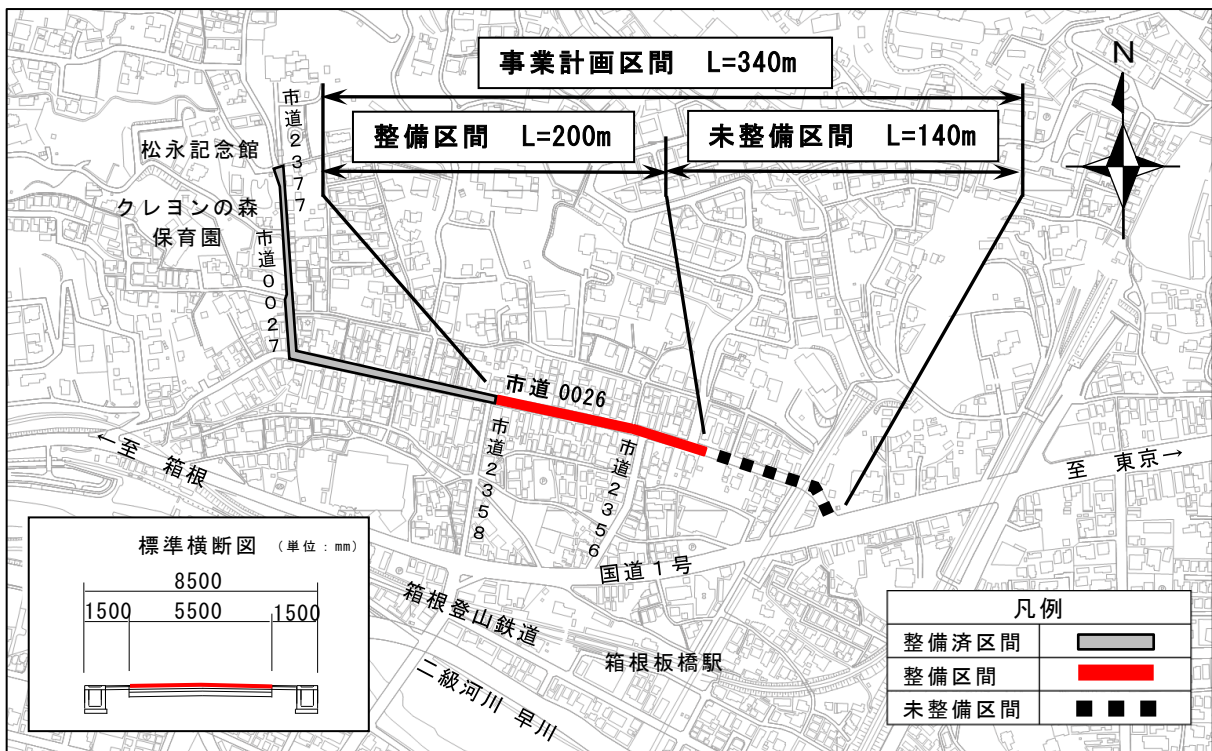 事業計画区間 L=340m
N
整備区間 L=200m
未整備区間 L=140m
市道2377
松永記念館
クレヨンの森
保育園
市道0027
市道 0026
市道2358
市道2356
←至 箱根
至 東京→
国道1号
箱根登山鉄道
箱根板橋駅
二級河川 早川
標準横断図 (単位:mm)
8500
1500 5500 1500
凡例
整備済区間
整備区間
未整備区間